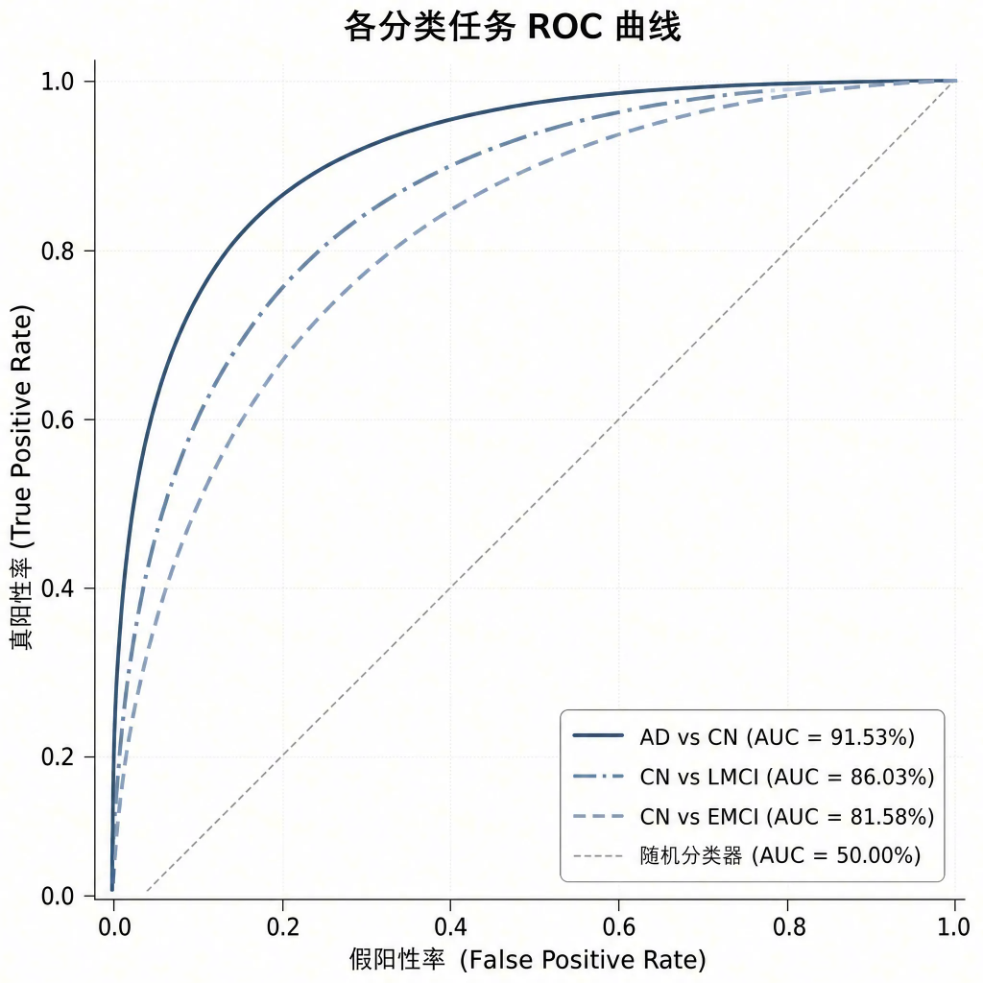 各分类任务 ROC 曲线
真阳性率 (True Positive Rate)
1.0
0.8
0.6
0.4
0.2
0.0
0.0 0.2 0.4 0.6 0.8 1.0
假阳性率 (False Positive Rate)
AD vs CN (AUC = 91.53%)
CN vs LMCI (AUC = 86.03%)
CN vs EMCI (AUC = 81.58%)
随机分类器 (AUC = 50.00%)